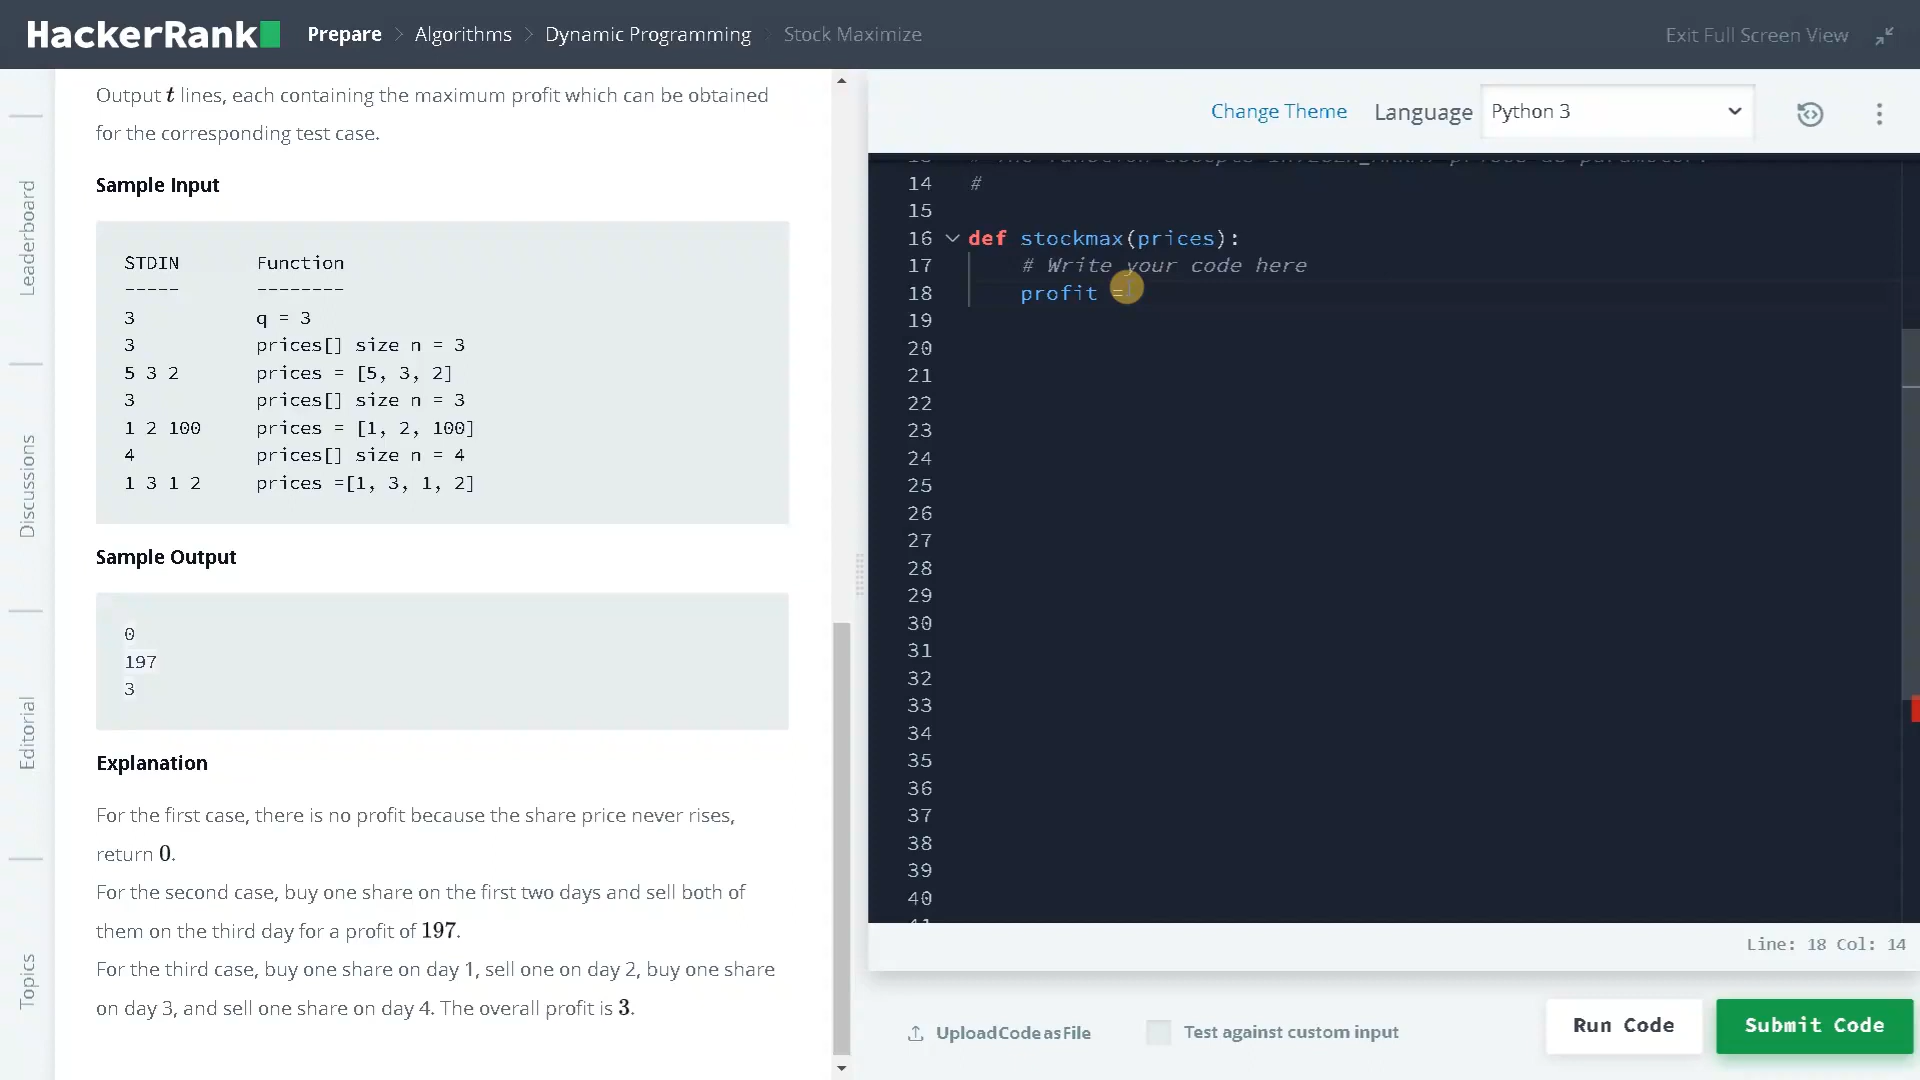 HackerRank
Prepare > Algorithms > Dynamic Programming > Stock Maximize
Exit Full Screen View
Leaderboard
Discussions
Editorial
Topics
Output t lines, each containing the maximum profit which can be obtained
for the corresponding test case.
Sample Input
STDIN Function
----- --------
3 q = 3
3 prices[] size n = 3
5 3 2 prices = [5, 3, 2]
3 prices[] size n = 3
1 2 100 prices = [1, 2, 100]
4 prices[] size n = 4
1 3 1 2 prices =[1, 3, 1, 2]
Sample Output
0
197
3
Explanation
For the first case, there is no profit because the share price never rises,
return 0.
For the second case, buy one share on the first two days and sell both of
them on the third day for a profit of 197.
For the third case, buy one share on day 1, sell one on day 2, buy one share
on day 3, and sell one share on day 4. The overall profit is 3.
Change Theme Language Python 3
14 #
15
16 def stockmax(prices):
17 # Write your code here
18 profit =
19
20
21
22
23
24
25
26
27
28
29
30
31
32
33
34
35
36
37
38
39
40
Line: 18 Col: 14
Upload Code as File
Test against custom input
Run Code
Submit Code